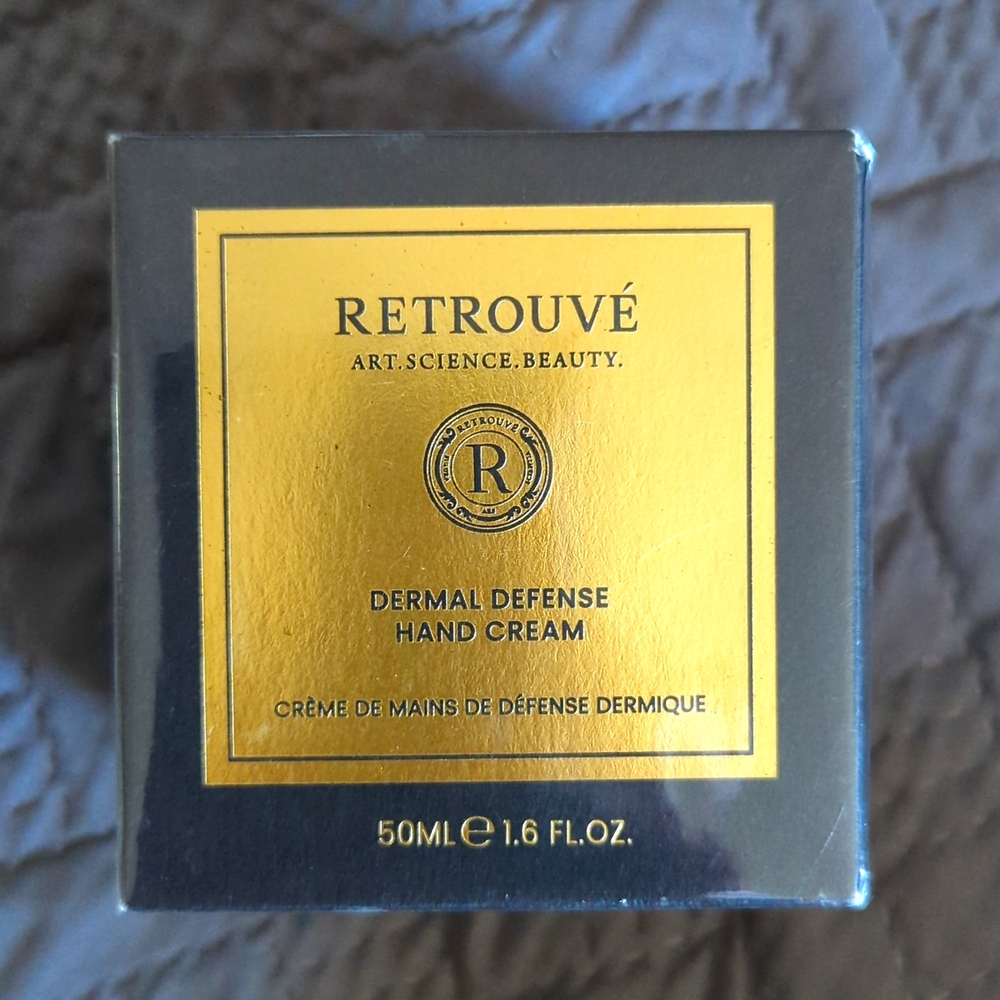 RETROUVÉ
ART.SCIENCE.BEAUTY.
RETROUVÉ
R
DERMAL DEFENSE
HAND CREAM
CRÈME DE MAINS DE DÉFENSE DERMIQUE
50ML e 1.6 FL.OZ.